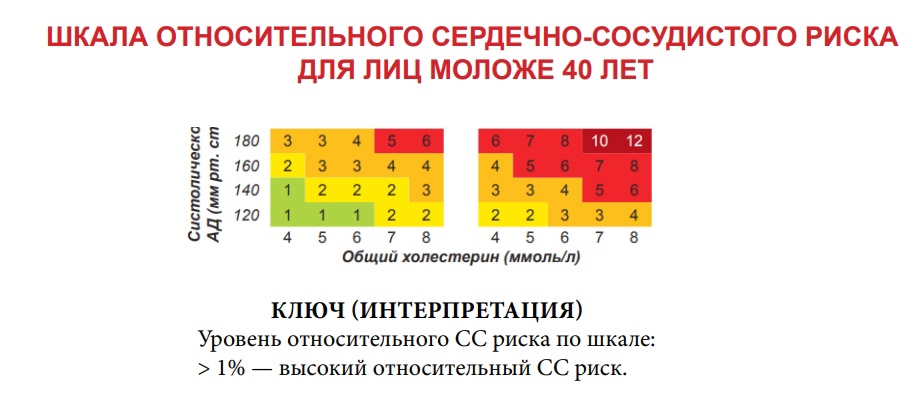 ШКАЛА ОТНОСИТЕЛЬНОГО СЕРДЕЧНО-СОСУДИСТОГО РИСКА
ДЛЯ ЛИЦ МОЛОЖЕ 40 ЛЕТ
Систолическо
АД (мм рт. ст
180 3 3 4 5 6 6 7 8 10 12
160 2 3 3 4 4 4 5 6 7 8
140 1 2 2 2 3 3 3 4 5 6
120 1 1 1 2 2 2 2 3 3 4
4 5 6 7 8 4 5 6 7 8
Общий холестерин (ммоль/л)
КЛЮЧ (ИНТЕРПРЕТАЦИЯ)
Уровень относительного СС риска по шкале:
> 1% — высокий относительный СС риск.